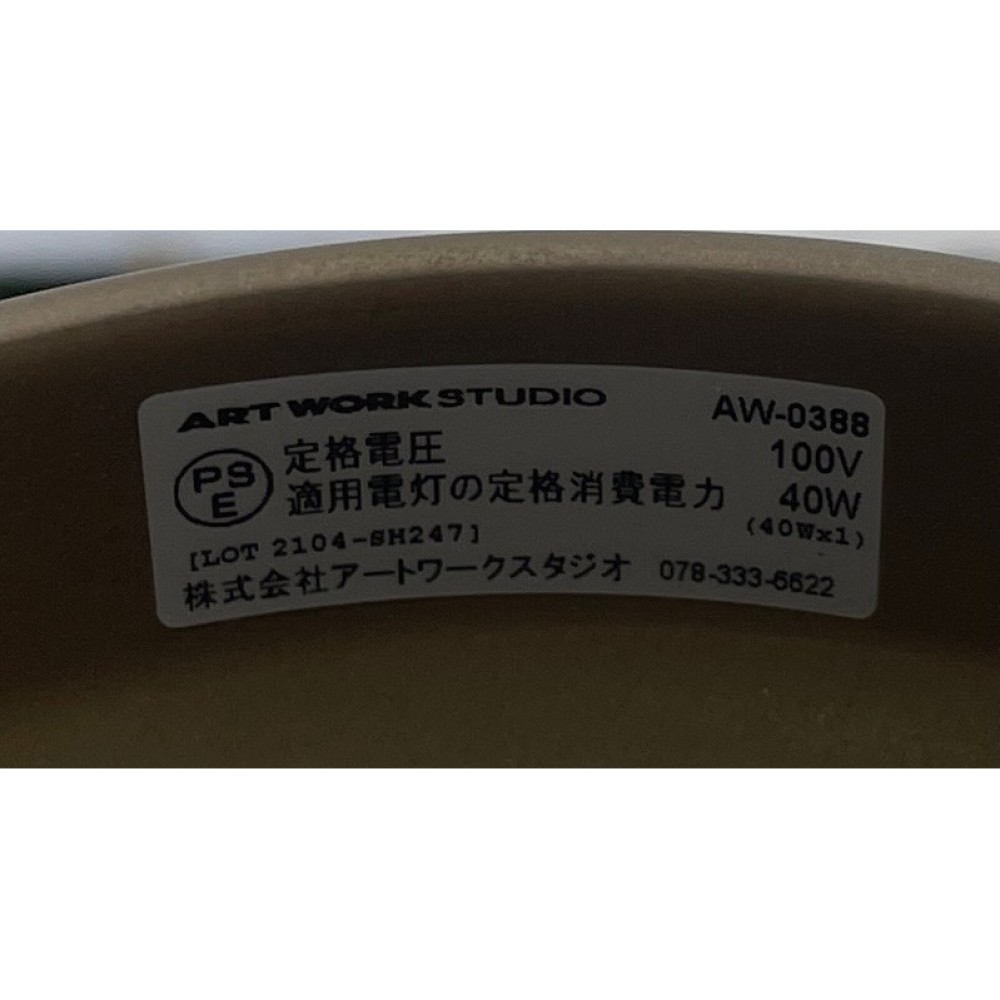 ART WORK STUDIO AW-0388
PSE 定格電圧 100V
適用電灯の定格消費電力 40W
(40Wx1)
[LOT 2104-SH247]
株式会社アートワークスタジオ 078-333-5622